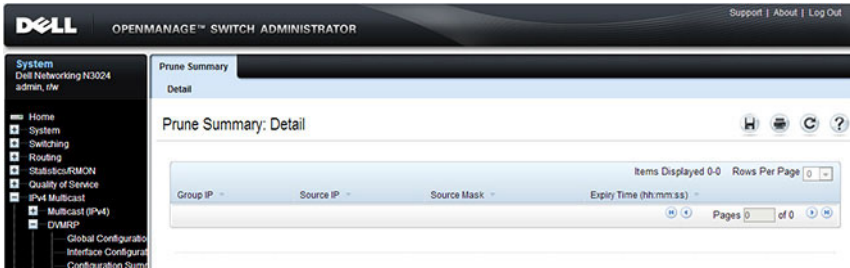 Support | About | Log Out
DELL OPENMANAGE™ SWITCH ADMINISTRATOR
System
Dell Networking N3024
admin, r/w
Prune Summary
Detail
Home
System
Switching
Routing
Statistics/RMON
Quality of Service
IPv4 Multicast
Multicast (IPv4)
DVMRP
Global Configuratio
Interface Configurat
Configuration Summ
Prune Summary: Detail
Items Displayed 0-0 Rows Per Page 0
Group IP Source IP Source Mask Expiry Time (hh:mm:ss)
Pages 0 of 0